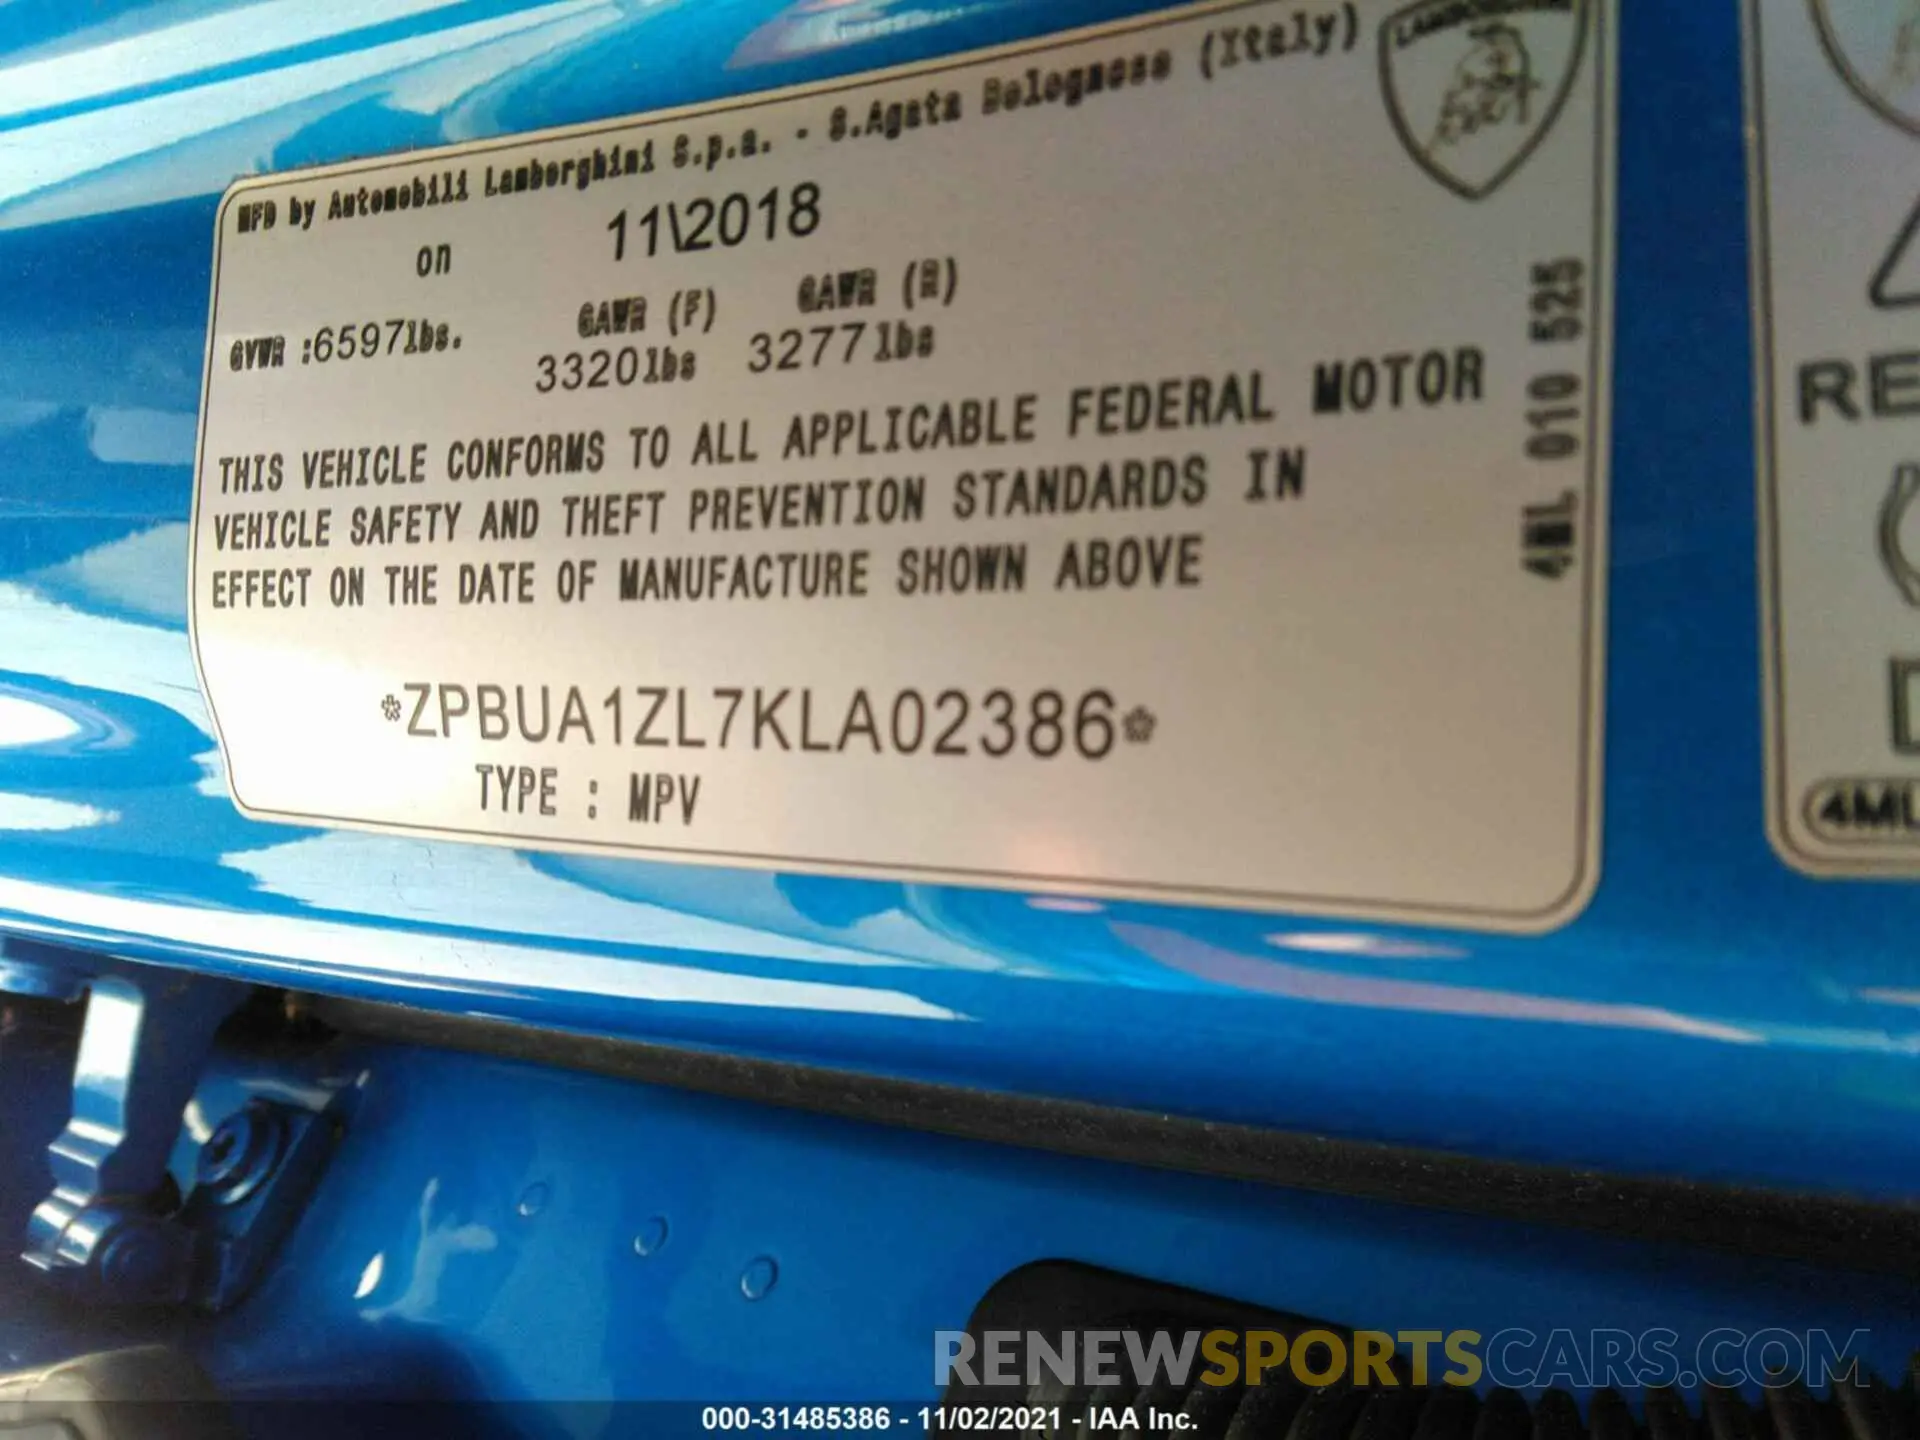 MFD by Automobili Lamborghini S.p.a. - S.Agata Bolognese (Italy)
LAMBORGHINI
on 11\2018
GVWR :6597lbs. GAWR (F) GAWR (R)
3320lbs 3277lbs
THIS VEHICLE CONFORMS TO ALL APPLICABLE FEDERAL MOTOR
VEHICLE SAFETY AND THEFT PREVENTION STANDARDS IN
EFFECT ON THE DATE OF MANUFACTURE SHOWN ABOVE
*ZPBUA1ZL7KLA02386*
TYPE : MPV
4ML 010 525
RE
D
4MU
RENEWSPORTSCARS.COM
000-31485386 - 11/02/2021 - IAA Inc.